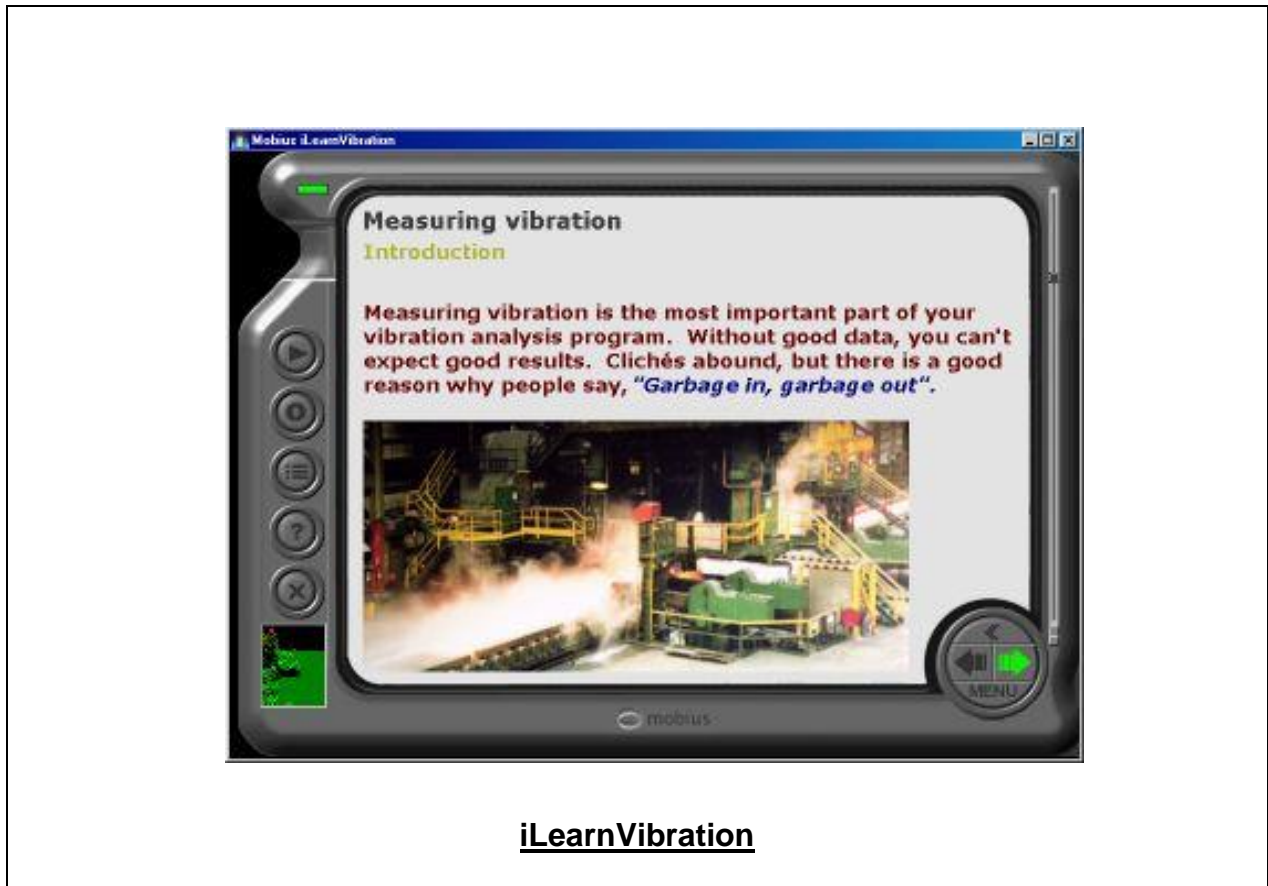 Mobius iLearnVibration
Measuring vibration
Introduction
Measuring vibration is the most important part of your
vibration analysis program.  Without good data, you can't
expect good results.  Clichés abound, but there is a good
reason why people say, "Garbage in, garbage out".
MENU
mobius
iLearnVibration